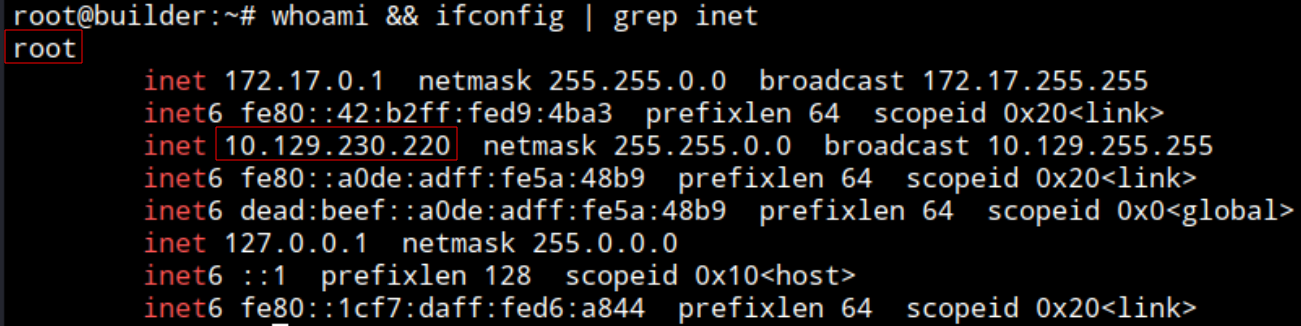 root@builder:~# whoami && ifconfig | grep inet
root
inet 172.17.0.1 netmask 255.255.0.0 broadcast 172.17.255.255
inet6 fe80::42:b2ff:fed9:4ba3 prefixlen 64 scopeid 0x20<link>
inet 10.129.230.220 netmask 255.255.0.0 broadcast 10.129.255.255
inet6 fe80::a0de:adff:fe5a:48b9 prefixlen 64 scopeid 0x20<link>
inet6 dead:beef::a0de:adff:fe5a:48b9 prefixlen 64 scopeid 0x0<global>
inet 127.0.0.1 netmask 255.0.0.0
inet6 ::1 prefixlen 128 scopeid 0x10<host>
inet6 fe80::1cf7:daff:fed6:a844 prefixlen 64 scopeid 0x20<link>